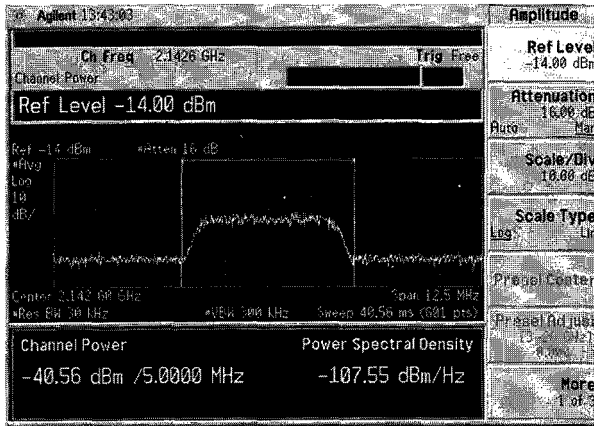 Agilent 13:43:03
Ch Freq 2.1426 GHz Trig Free
Channel Power
Ref Level -14.00 dBm
Ref -14 dBm *Atten 16 dB
*Avg
Log
10
dB/
Center 2.142 60 GHz Span 12.5 MHz
*Res BW 30 kHz *VBW 300 kHz Sweep 40.56 ms (601 pts)
Channel Power Power Spectral Density
-40.56 dBm /5.0000 MHz -107.55 dBm/Hz
Amplitude
Ref Level
-14.00 dBm
Attenuation
16.00 dB
Auto Man
Scale/Div
10.00 dB
Scale Type
Log Lin
Presel Center
Presel Adjust
More
1 of